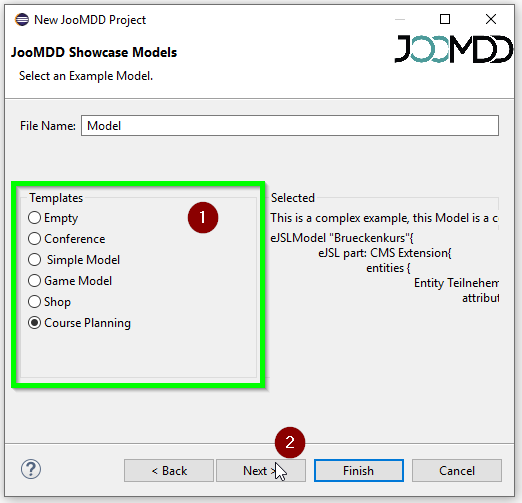 New JooMDD Project
JooMDD Showcase Models
Select an Example Model.
JOOMDD
File Name: Model
Templates
1
Empty
Conference
Simple Model
Game Model
Shop
Course Planning
Selected
This is a complex example, this Model is a c
eJSLModel "Brueckenkurs"{
eJSL part: CMS Extension{
entities {
Entity Teilnehem
attribut
2
? < Back Next > Finish Cancel